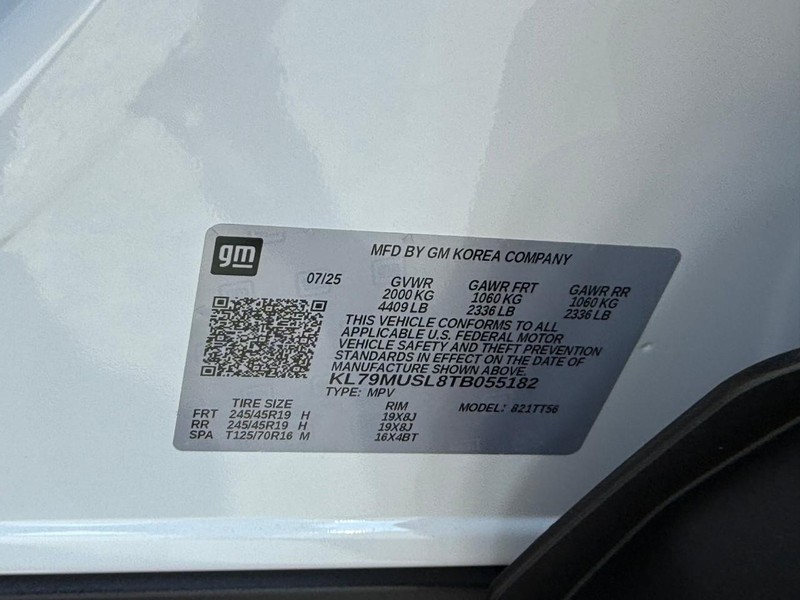 gm
MFD BY GM KOREA COMPANY
07/25 GVWR GAWR FRT GAWR RR
2000 KG 1060 KG 1060 KG
4409 LB 2336 LB 2336 LB
THIS VEHICLE CONFORMS TO ALL
APPLICABLE U.S. FEDERAL MOTOR
VEHICLE SAFETY AND THEFT PREVENTION
STANDARDS IN EFFECT ON THE DATE OF
MANUFACTURE SHOWN ABOVE.
KL79MUSL8TB055182
TYPE: MPV
TIRE SIZE RIM MODEL: 821TT56
FRT 245/45R19 H 19X8J
RR 245/45R19 H 19X8J
SPA T125/70R16 M 16X4BT